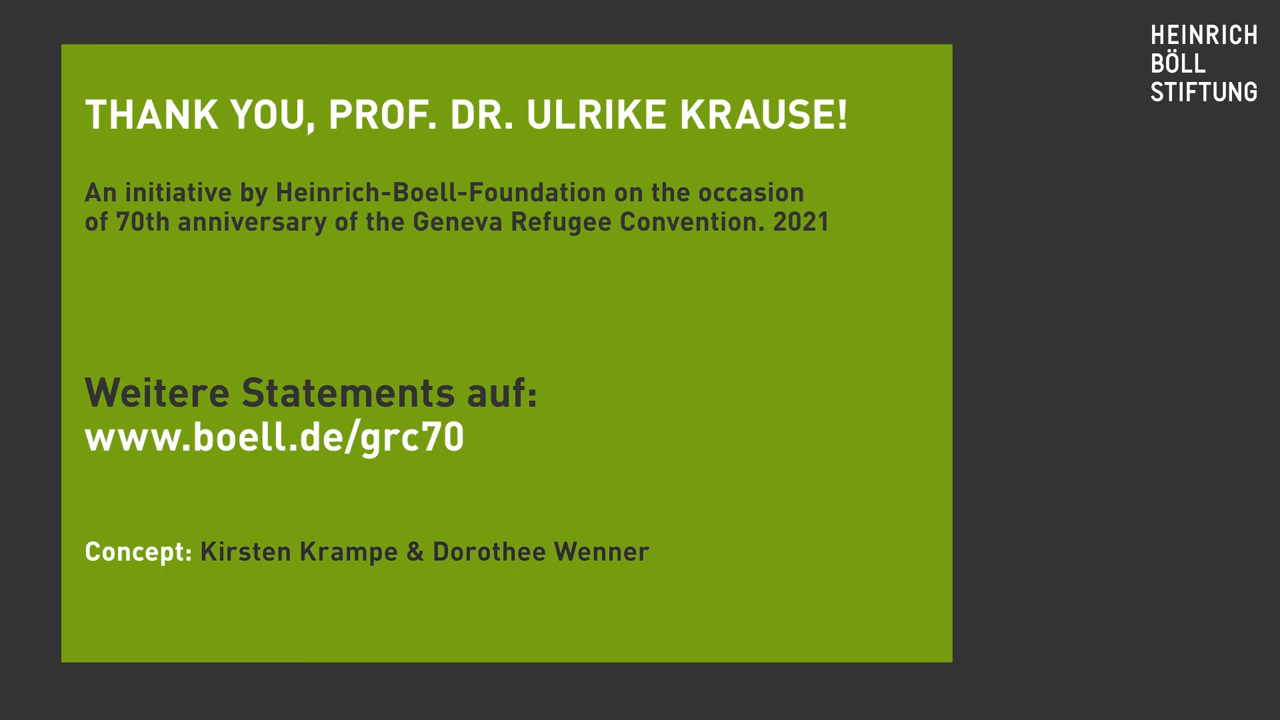 HEINRICH
BÖLL
STIFTUNG
THANK YOU, PROF. DR. ULRIKE KRAUSE!
An initiative by Heinrich-Boell-Foundation on the occasion
of 70th anniversary of the Geneva Refugee Convention. 2021
Weitere Statements auf:
www.boell.de/grc70
Concept: Kirsten Krampe & Dorothee Wenner